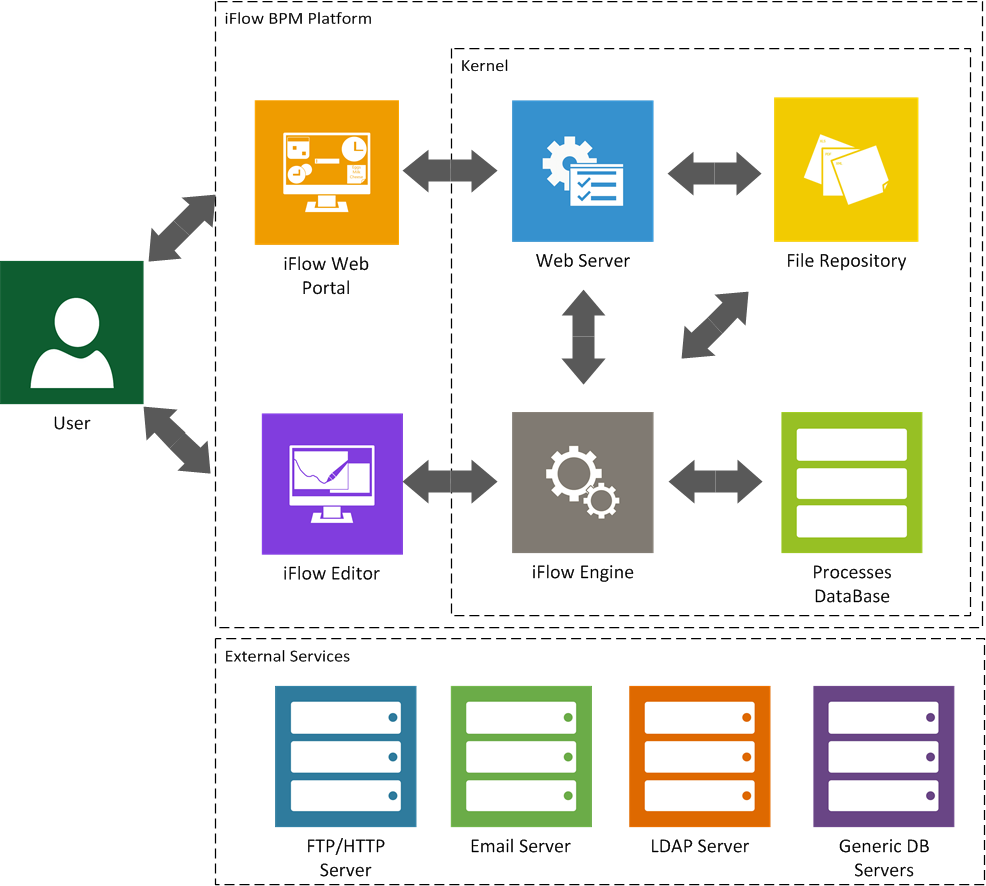 iFlow BPM Platform
Kernel
iFlow Web
Portal
Web Server
File Repository
User
iFlow Editor
iFlow Engine
Processes
DataBase
External Services
FTP/HTTP
Server
Email Server
LDAP Server
Generic DB
Servers